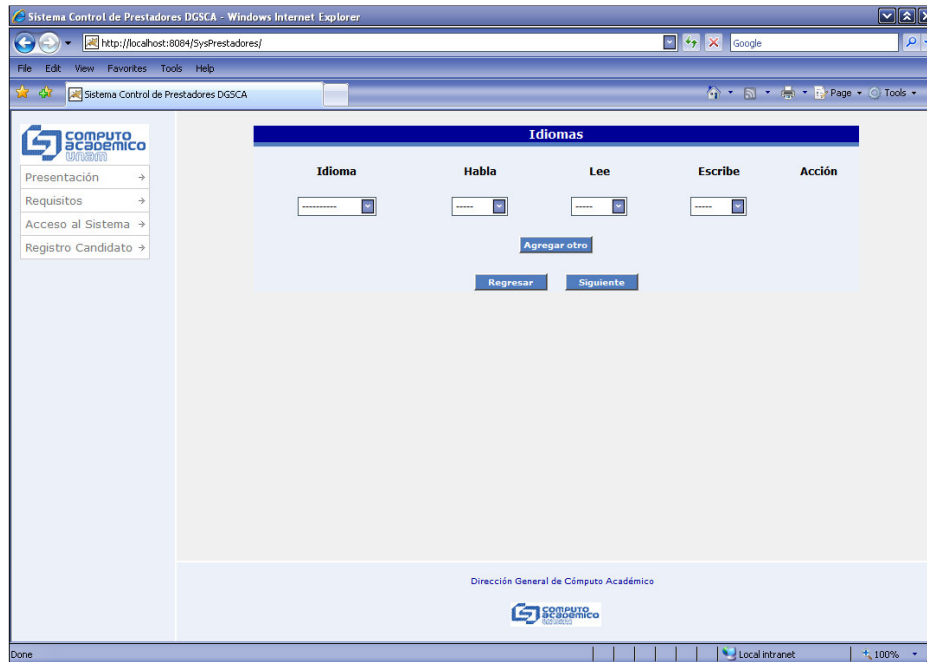 Sistema Control de Prestadores DGSCA - Windows Internet Explorer
http://localhost:8084/SysPrestadores/
Google
File Edit View Favorites Tools Help
Sistema Control de Prestadores DGSCA
Page
Tools
COMPUTO
academico
UNAM
Presentación
Requisitos
Acceso al Sistema
Registro Candidato
Idiomas
Idioma Habla Lee Escribe Acción
---------- ----- ----- -----
Agregar otro
Regresar Siguiente
Dirección General de Cómputo Académico
COMPUTO
academico
Done Local intranet 100%